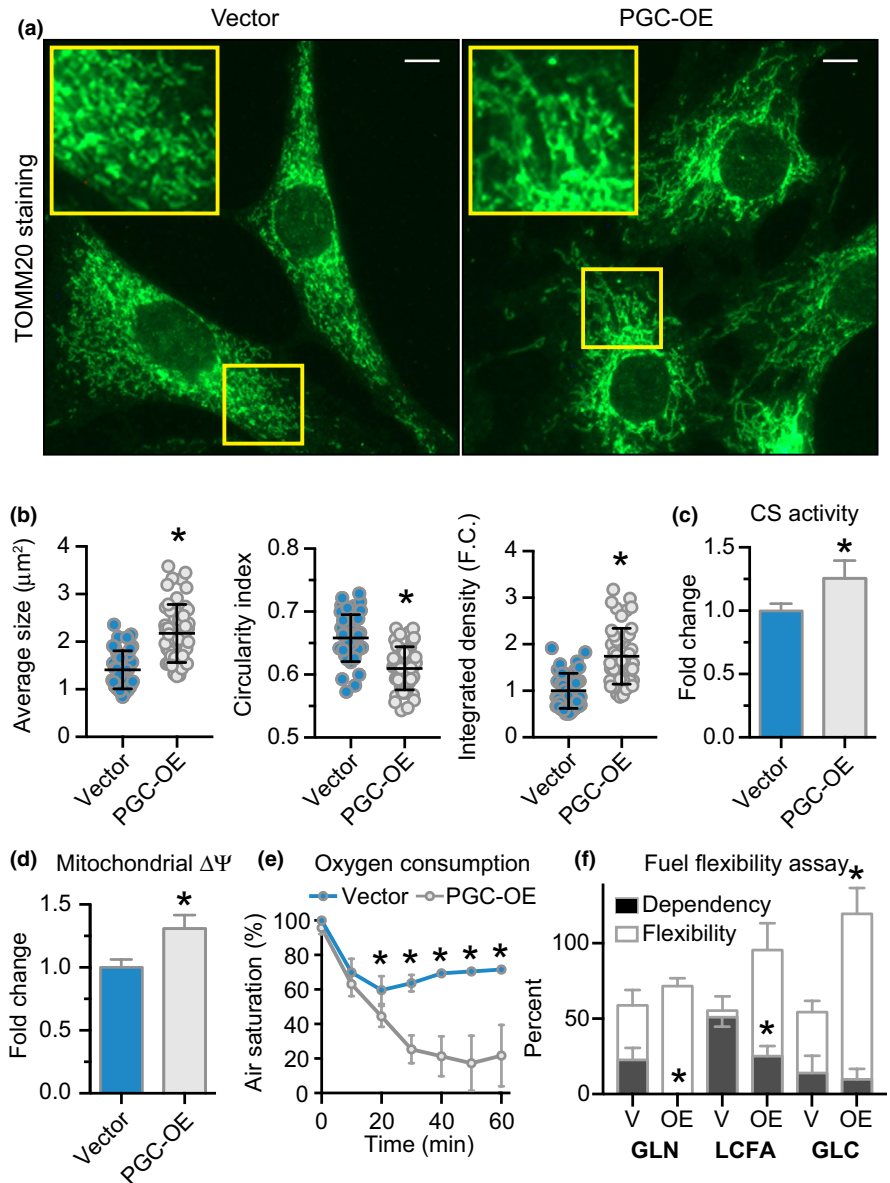 (a)
Vector PGC-OE
TOMM20 staining
(b)
Average size (μm²)
4
3
2
1
0
*
Vector
PGC-OE
Circularity index
0.8
0.7
0.6
0.5
*
Vector
PGC-OE
Integrated density (F.C.)
4
3
2
1
0
*
Vector
PGC-OE
(c) CS activity
Fold change
1.5
1.0
0.5
0.0
*
Vector
PGC-OE
(d) Mitochondrial ΔΨ
Fold change
1.5
1.0
0.5
0.0
*
Vector
PGC-OE
(e) Oxygen consumption
Vector PGC-OE
Air saturation (%)
100
80
60
40
20
0
* * * * *
0 20 40 60
Time (min)
(f) Fuel flexibility assay
Dependency
Flexibility
Percent
100
50
0
* * *
V OE V OE V OE
GLN LCFA GLC